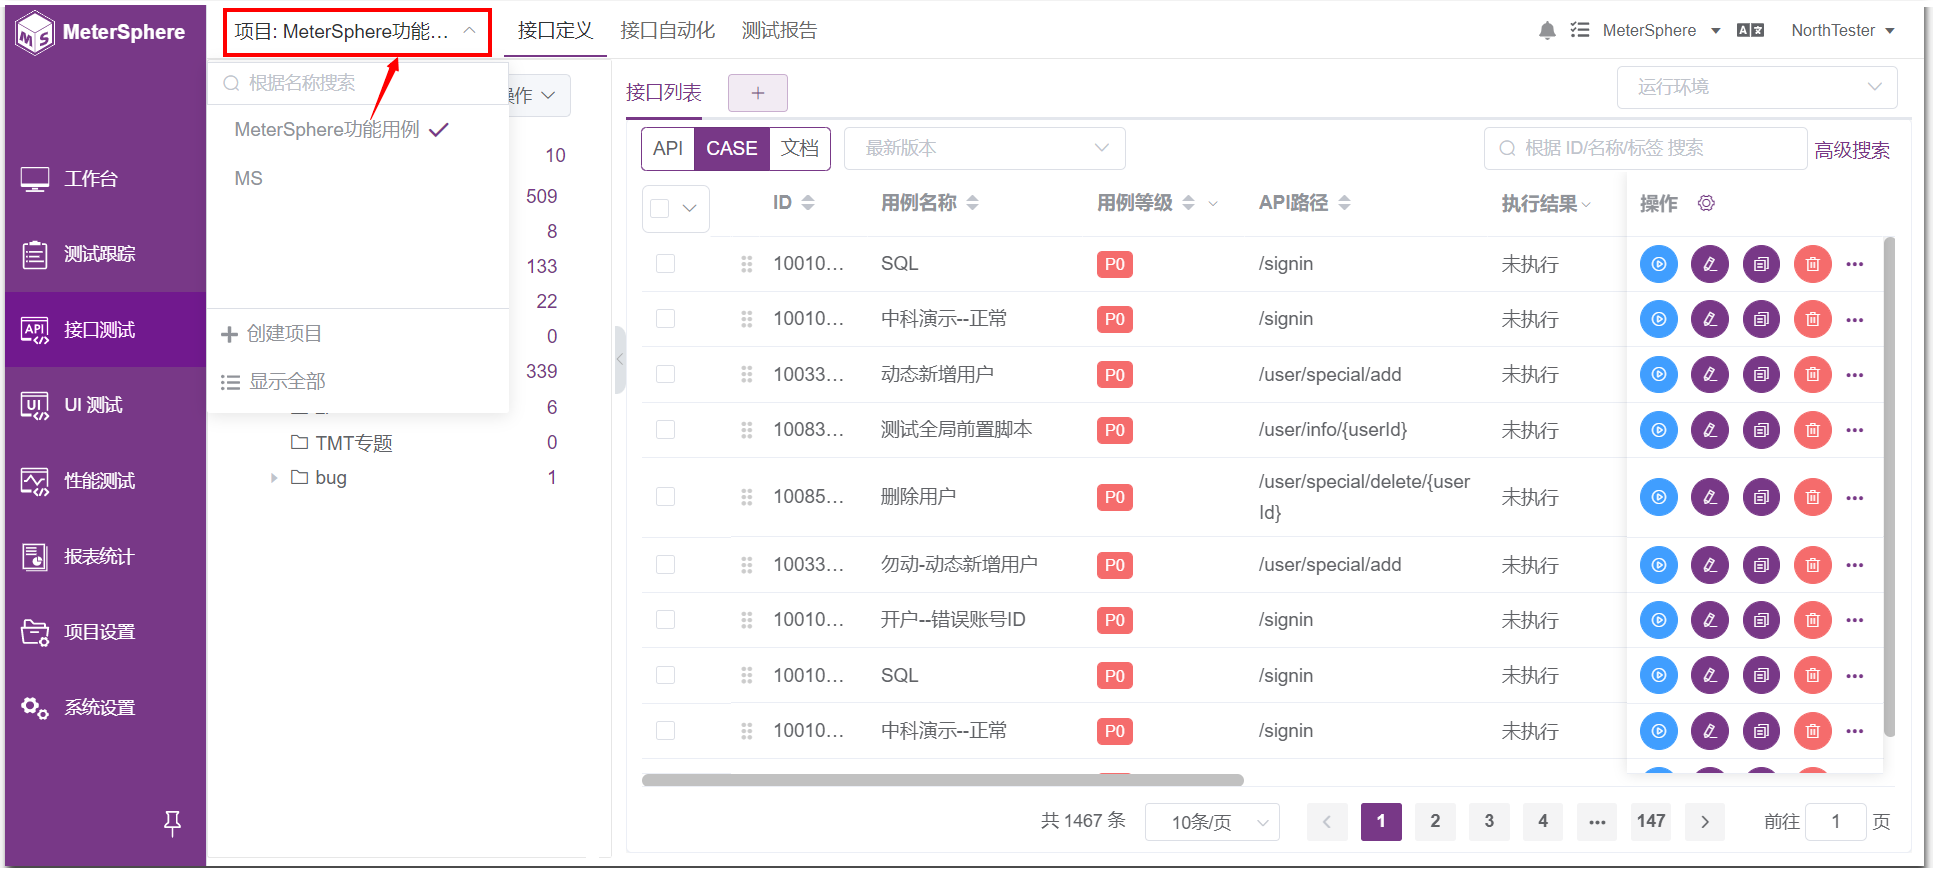 MeterSphere
项目: MeterSphere功能...
接口定义
接口自动化
测试报告
MeterSphere
NorthTester
根据名称搜索
MeterSphere功能用例
MS
创建项目
显示全部
工作台
测试跟踪
接口测试
UI 测试
性能测试
报表统计
项目设置
系统设置
作
10
509
8
133
22
0
339
6
TMT专题 0
bug 1
接口列表
+
运行环境
API CASE 文档
最新版本
根据 ID/名称/标签 搜索
高级搜索
ID 用例名称 用例等级 API路径 执行结果 操作
10010... SQL P0 /signin 未执行
10010... 中科演示--正常 P0 /signin 未执行
10033... 动态新增用户 P0 /user/special/add 未执行
10083... 测试全局前置脚本 P0 /user/info/{userId} 未执行
10085... 删除用户 P0 /user/special/delete/{user
Id} 未执行
10033... 勿动-动态新增用户 P0 /user/special/add 未执行
10010... 开户--错误账号ID P0 /signin 未执行
10010... SQL P0 /signin 未执行
10010... 中科演示--正常 P0 /signin 未执行
共 1467 条 10条/页 1 2 3 4 ... 147 前往 1 页